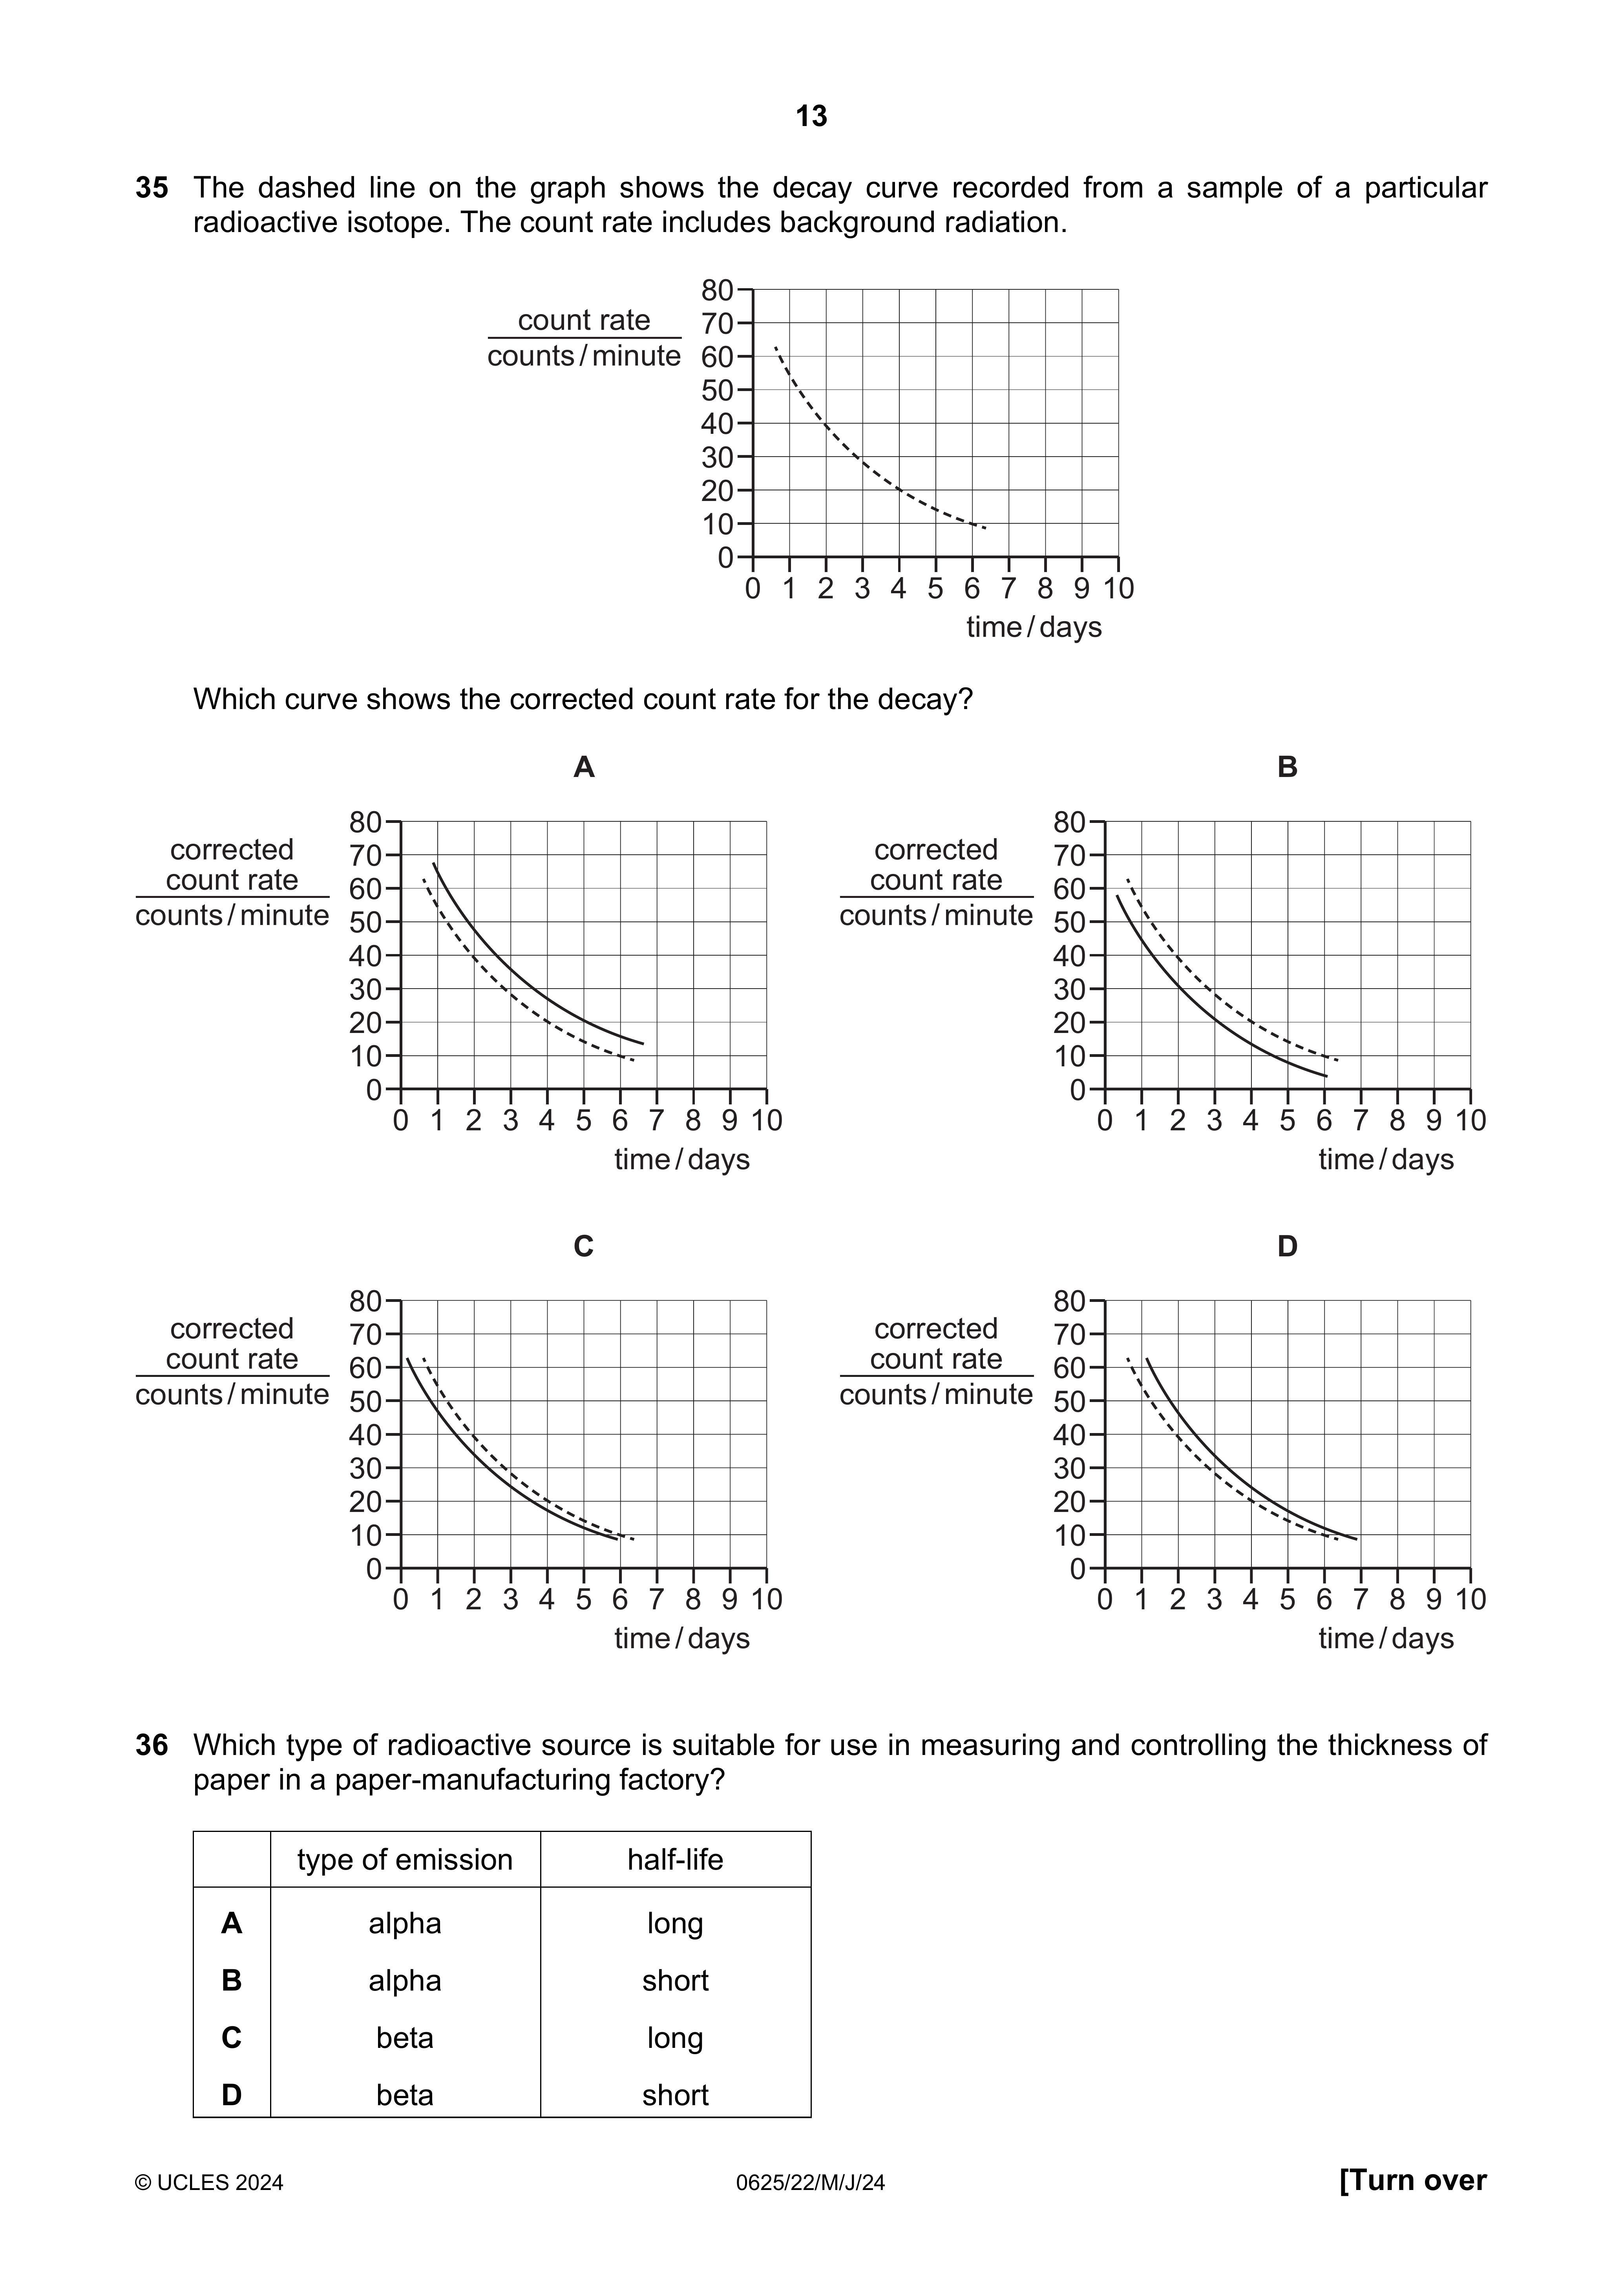 13
35 The dashed line on the graph shows the decay curve recorded from a sample of a particular
radioactive isotope. The count rate includes background radiation.
count rate
counts / minute
80
70
60
50
40
30
20
10
0
0 1 2 3 4 5 6 7 8 9 10
time / days
Which curve shows the corrected count rate for the decay?
A
corrected
count rate
counts / minute
80
70
60
50
40
30
20
10
0
0 1 2 3 4 5 6 7 8 9 10
time / days
B
corrected
count rate
counts / minute
80
70
60
50
40
30
20
10
0
0 1 2 3 4 5 6 7 8 9 10
time / days
C
corrected
count rate
counts / minute
80
70
60
50
40
30
20
10
0
0 1 2 3 4 5 6 7 8 9 10
time / days
D
corrected
count rate
counts / minute
80
70
60
50
40
30
20
10
0
0 1 2 3 4 5 6 7 8 9 10
time / days
36 Which type of radioactive source is suitable for use in measuring and controlling the thickness of
paper in a paper-manufacturing factory?
type of emission half-life
A alpha long
B alpha short
C beta long
D beta short
© UCLES 2024 0625/22/M/J/24 [Turn over